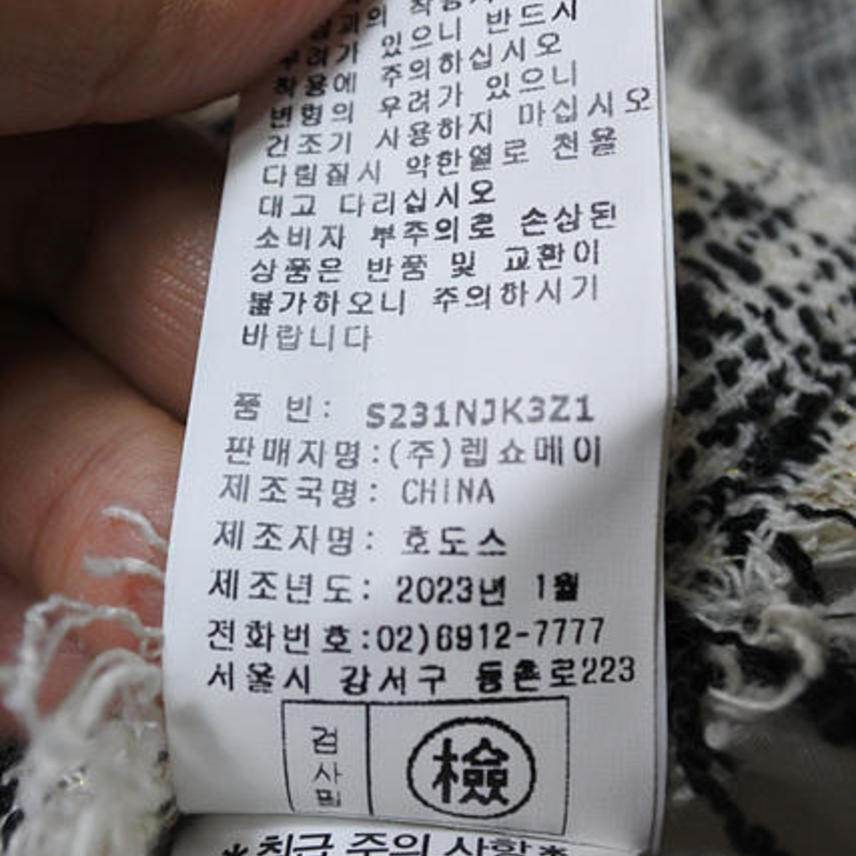 우려가 있으니 반드시
착용에 주의하십시오
변형의 우려가 있으니
건조기 사용하지 마십시오
다림질시 약한열로 천을
대고 다리십시오
소비자 부주의로 손상된
상품은 반품 및 교환이
불가하오니 주의하시기
바랍니다
품 빈: S231NJK3Z1
판매자명:(주)렙쇼메이
제조국명: CHINA
제조자명: 호도스
제조년도: 2023년 1월
전화번호:02)6912-7777
서울시 강서구 등촌로223
검사필
檢
*취급 주의 사항*